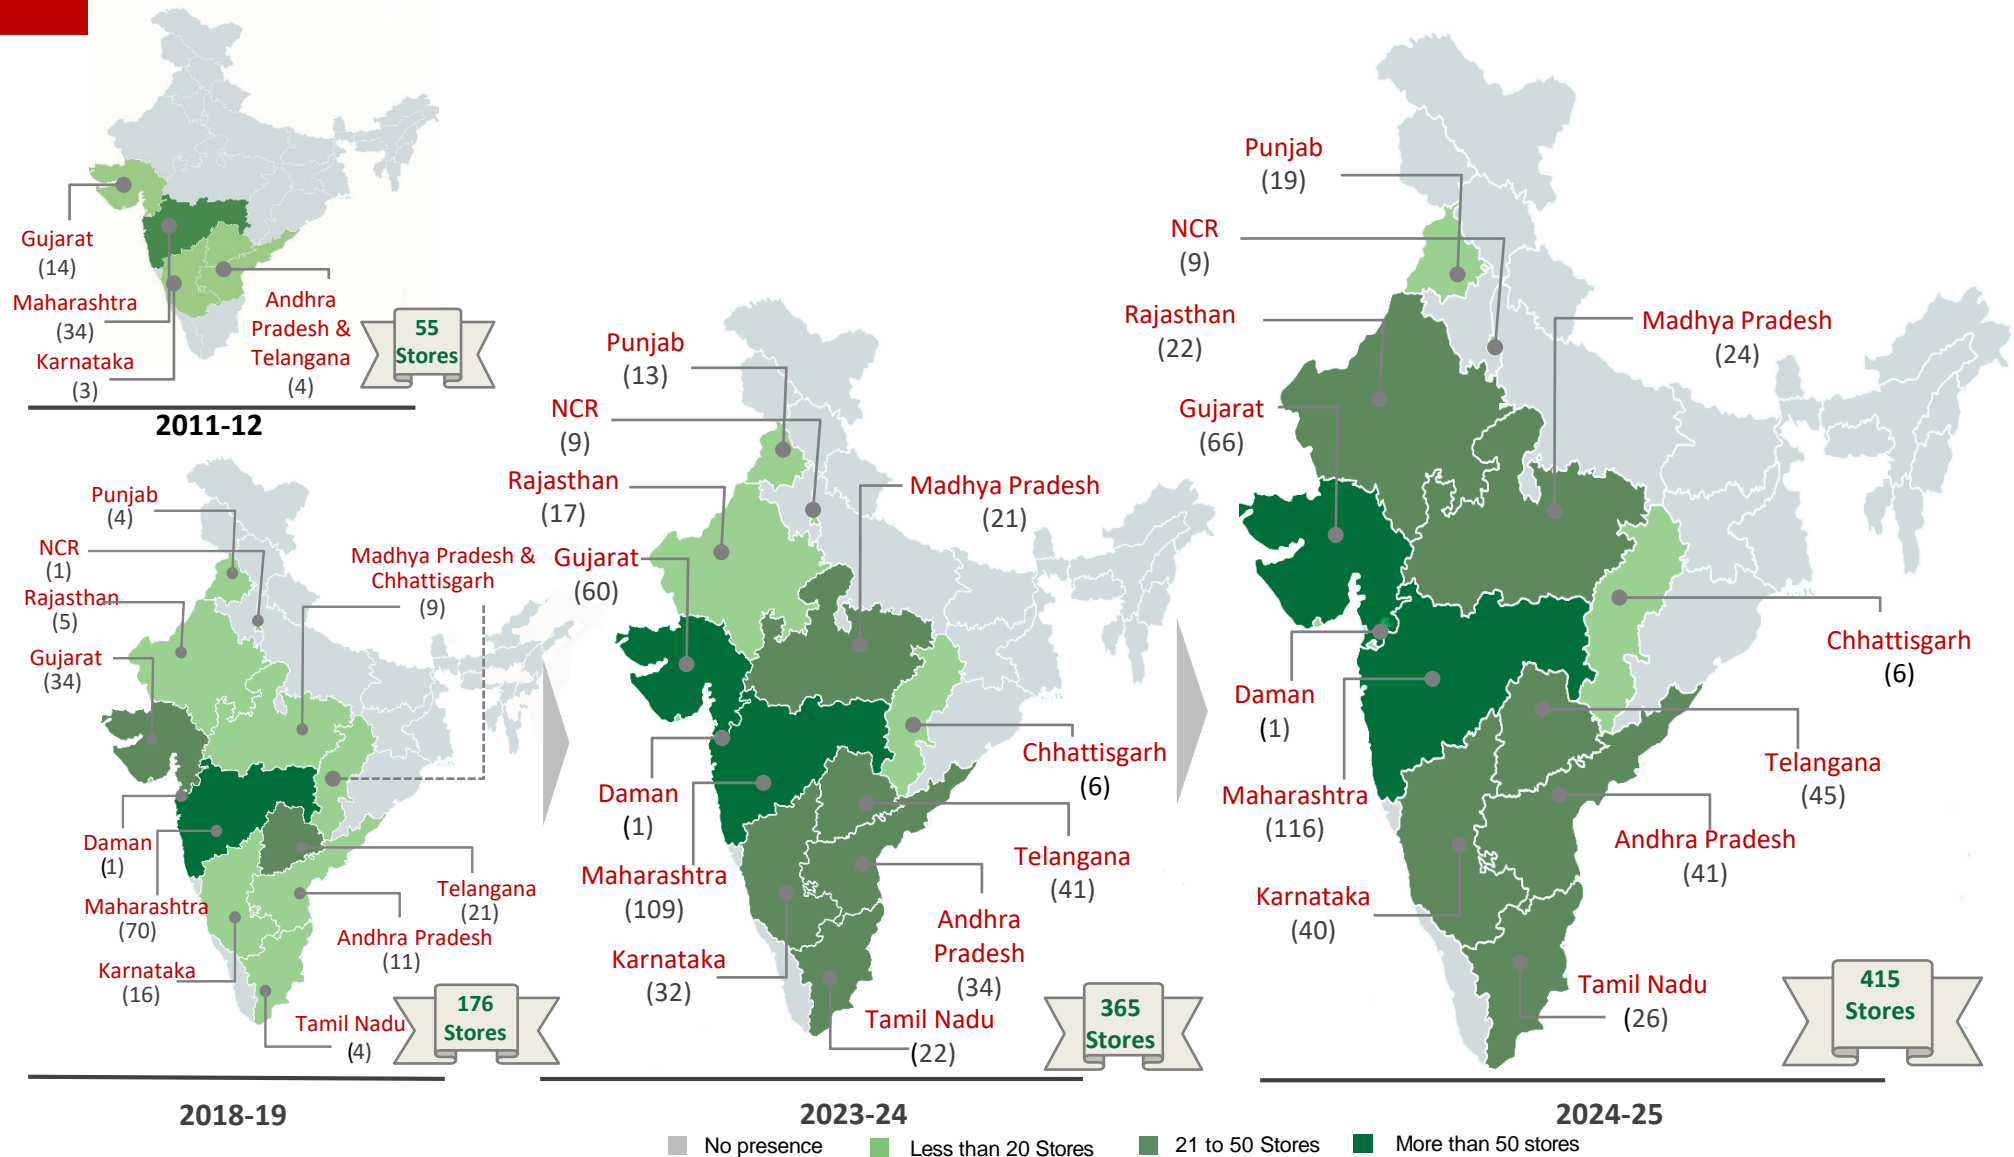 Gujarat
(14)
Maharashtra
(34)
Karnataka
(3)
Andhra
Pradesh &
Telangana
(4)
55
Stores
2011-12
Punjab
(4)
NCR
(1)
Rajasthan
(5)
Gujarat
(34)
Madhya Pradesh &
Chhattisgarh
(9)
Daman
(1)
Maharashtra
(70)
Karnataka
(16)
Telangana
(21)
Andhra Pradesh
(11)
Tamil Nadu
(4)
176
Stores
2018-19
Punjab
(13)
NCR
(9)
Rajasthan
(17)
Gujarat
(60)
Madhya Pradesh
(21)
Chhattisgarh
(6)
Daman
(1)
Maharashtra
(109)
Telangana
(41)
Andhra
Pradesh
(34)
Karnataka
(32)
Tamil Nadu
(22)
365
Stores
2023-24
Punjab
(19)
NCR
(9)
Rajasthan
(22)
Gujarat
(66)
Madhya Pradesh
(24)
Chhattisgarh
(6)
Daman
(1)
Maharashtra
(116)
Telangana
(45)
Andhra Pradesh
(41)
Karnataka
(40)
Tamil Nadu
(26)
415
Stores
2024-25
No presence
Less than 20 Stores
21 to 50 Stores
More than 50 stores